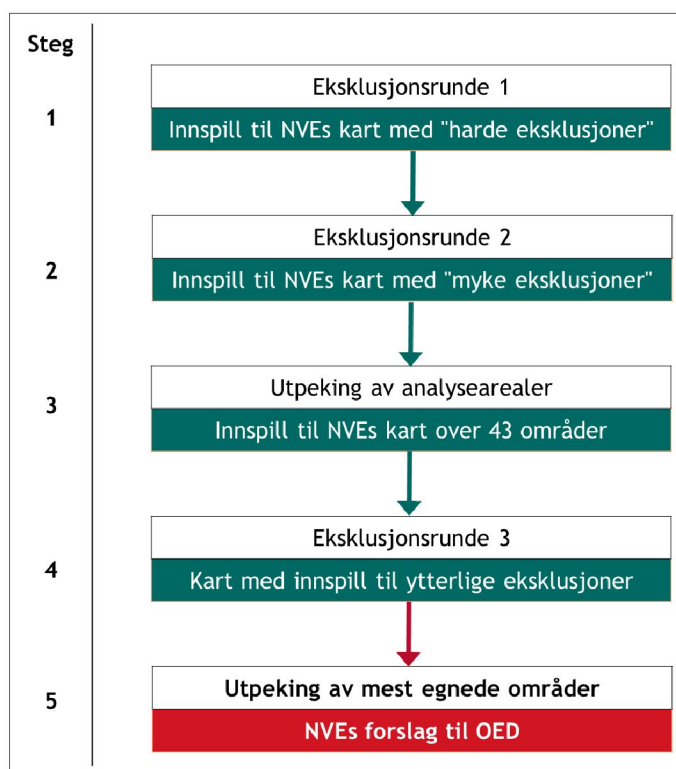 Steg
1
Eksklusjonsrunde 1
Innspill til NVEs kart med "harde eksklusjoner"
2
Eksklusjonsrunde 2
Innspill til NVEs kart med "myke eksklusjoner"
3
Utpeking av analysearealer
Innspill til NVEs kart over 43 områder
4
Eksklusjonsrunde 3
Kart med innspill til ytterlige eksklusjoner
5
Utpeking av mest egnede områder
NVEs forslag til OED